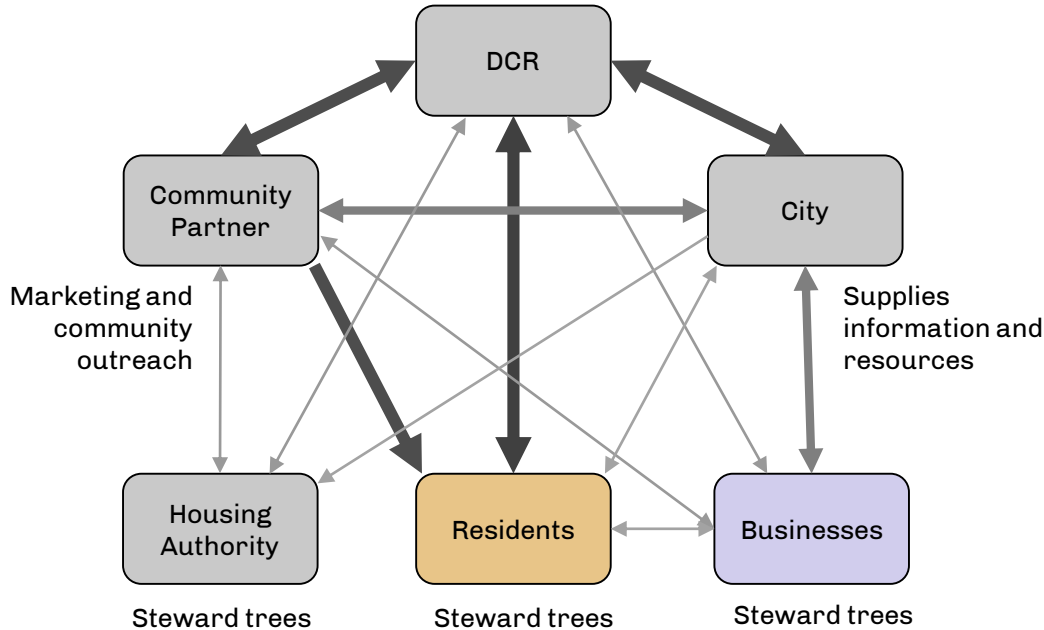 DCR
Community
Partner
City
Marketing and
community
outreach
Supplies
information and
resources
Housing
Authority
Residents
Businesses
Steward trees
Steward trees
Steward trees